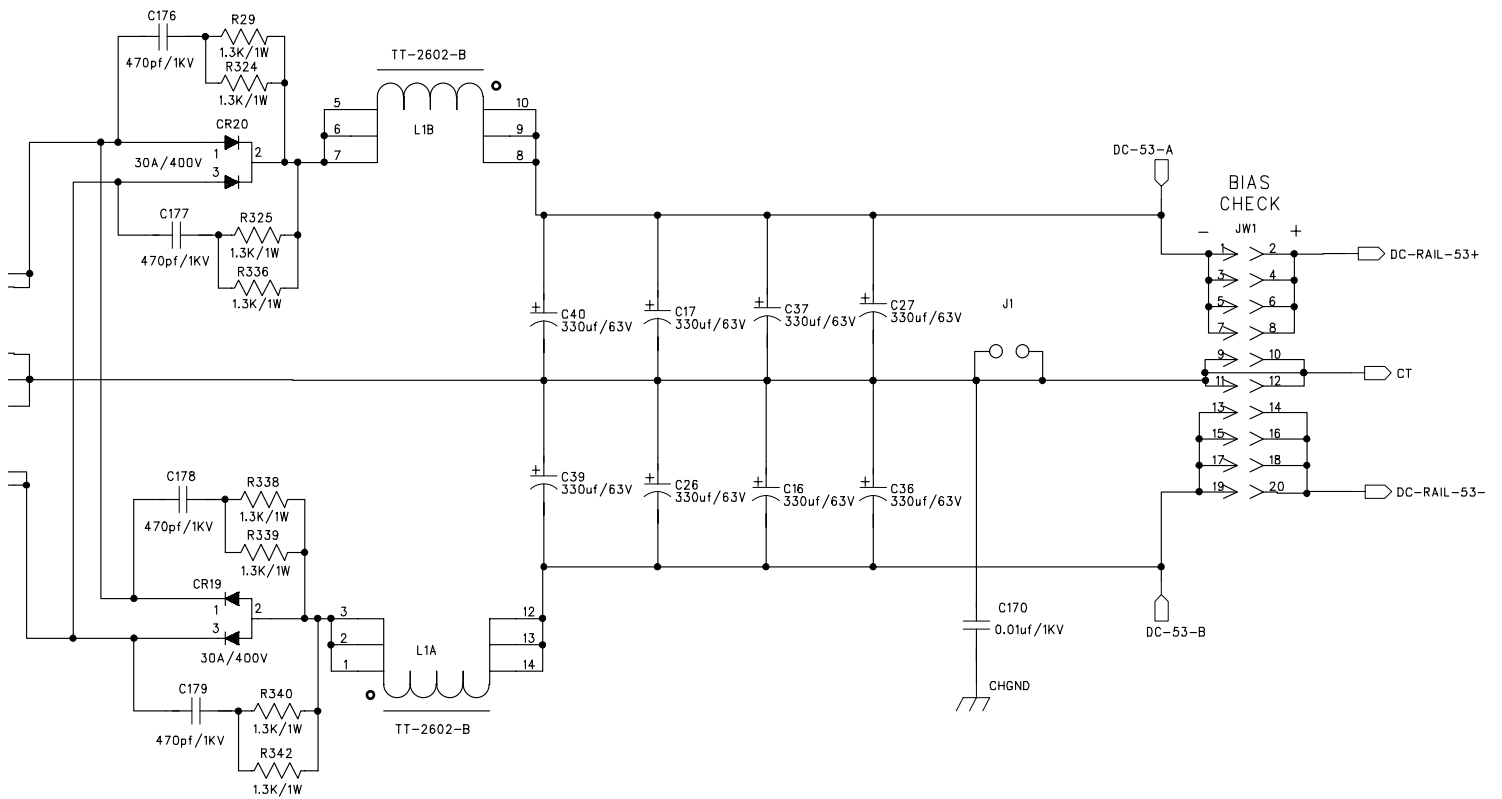 C176
470pf/1KV
R29
1.3K/1W
R324
1.3K/1W
CR20
1
2
3
30A/400V
C177
470pf/1KV
R325
1.3K/1W
R336
1.3K/1W
TT-2602-B
5
6
7
L1B
10
9
8
DC-53-A
BIAS
CHECK
- JW1 +
1 2
3 4
5 6
7 8
9 10
11 12
13 14
15 16
17 18
19 20
DC-RAIL-53+
CT
DC-RAIL-53-
C40
330uf/63V
C17
330uf/63V
C37
330uf/63V
C27
330uf/63V
J1
+
+
+
+
C39
330uf/63V
C26
330uf/63V
C16
330uf/63V
C36
330uf/63V
+
+
+
+
C178
470pf/1KV
R338
1.3K/1W
R339
1.3K/1W
CR19
1
2
3
30A/400V
C179
470pf/1KV
R340
1.3K/1W
R342
1.3K/1W
3
2
1
L1A
12
13
14
TT-2602-B
C170
0.01uf/1KV
CHGND
DC-53-B